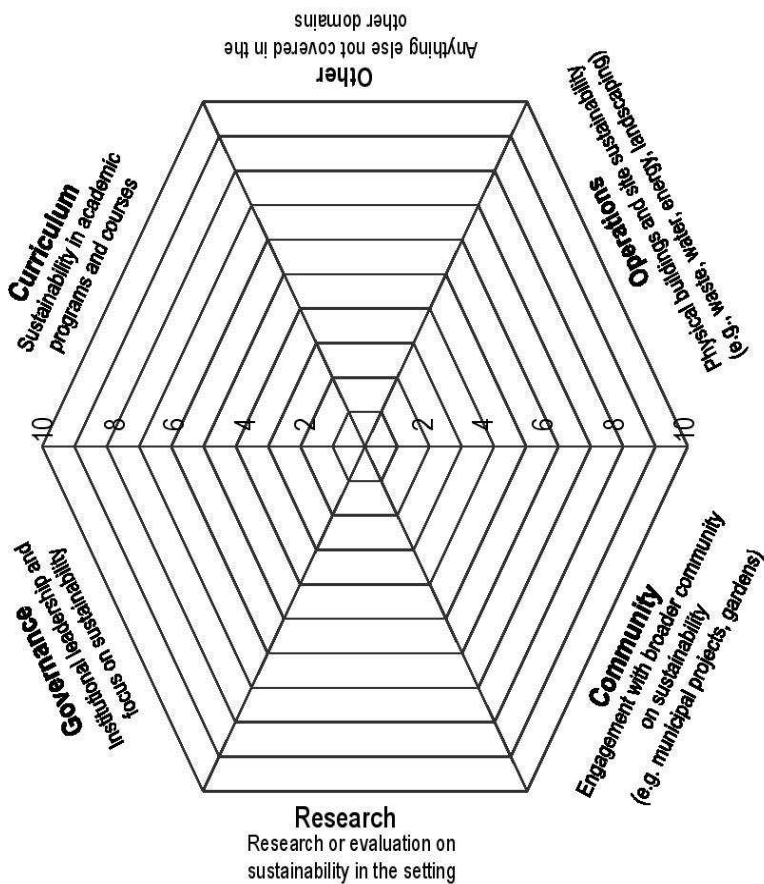 Other
Anything else not covered in the
other domains
Curriculum
Sustainability in academic
programs and courses
Operations
Physical buildings and site sustainability
(e.g., waste, water, energy, landscaping)
10
8
6
4
2
2
4
6
8
10
Governance
Institutional leadership and
focus on sustainability
Community
Engagement with broader community
on sustainability
(e.g. municipal projects, gardens)
Research
Research or evaluation on
sustainability in the setting